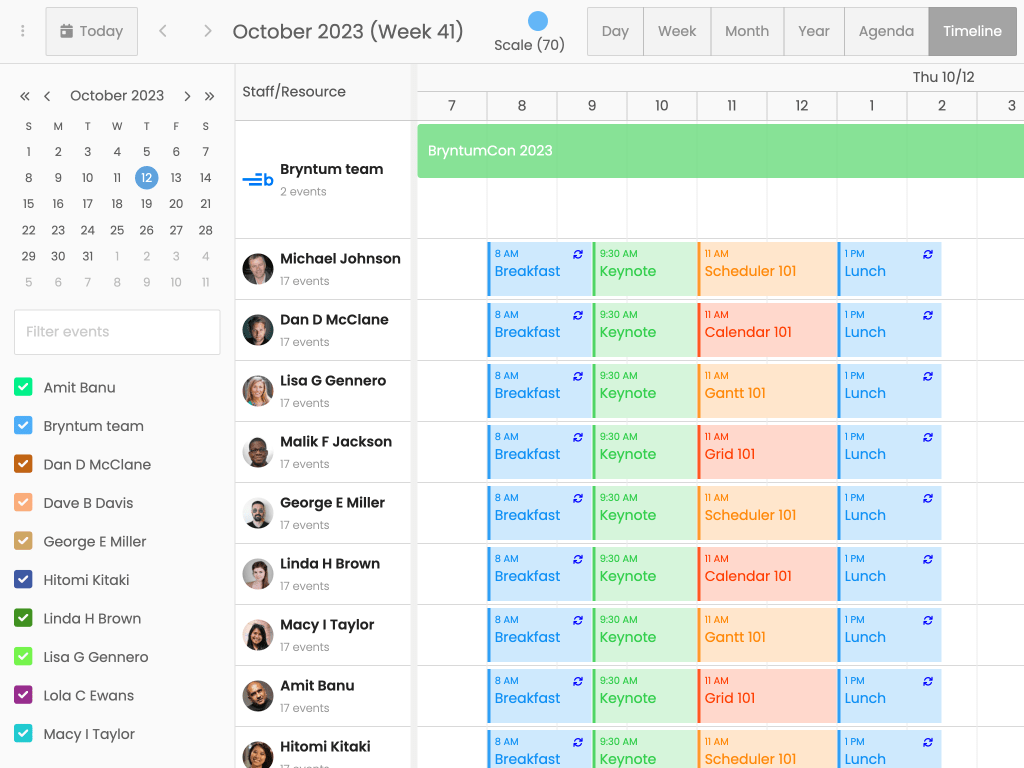 Today
October 2023 (Week 41)
Scale (70)
Day Week Month Year Agenda Timeline
October 2023
S M T W T F S
1 2 3 4 5 6 7
8 9 10 11 12 13 14
15 16 17 18 19 20 21
22 23 24 25 26 27 28
29 30 31 1 2 3 4
5 6 7 8 9 10 11
Filter events
Amit Banu
Bryntum team
Dan D McClane
Dave B Davis
George E Miller
Hitomi Kitaki
Linda H Brown
Lisa G Gennero
Lola C Ewans
Macy I Taylor
Staff/Resource
Thu 10/12
7 8 9 10 11 12 1 2 3
Bryntum team
2 events
BryntumCon 2023
Michael Johnson
17 events
8 AM 9:30 AM 11 AM 1 PM
Breakfast Keynote Scheduler 101 Lunch
Dan D McClane
17 events
8 AM 9:30 AM 11 AM 1 PM
Breakfast Keynote Calendar 101 Lunch
Lisa G Gennero
17 events
8 AM 9:30 AM 11 AM 1 PM
Breakfast Keynote Gantt 101 Lunch
Malik F Jackson
17 events
8 AM 9:30 AM 11 AM 1 PM
Breakfast Keynote Grid 101 Lunch
George E Miller
17 events
8 AM 9:30 AM 11 AM 1 PM
Breakfast Keynote Scheduler 101 Lunch
Linda H Brown
17 events
8 AM 9:30 AM 11 AM 1 PM
Breakfast Keynote Calendar 101 Lunch
Macy I Taylor
17 events
8 AM 9:30 AM 11 AM 1 PM
Breakfast Keynote Gantt 101 Lunch
Amit Banu
17 events
8 AM 9:30 AM 11 AM 1 PM
Breakfast Keynote Grid 101 Lunch
Hitomi Kitaki
17 events
8 AM 9:30 AM 11 AM 1 PM
Breakfast Keynote Scheduler 101 Lunch